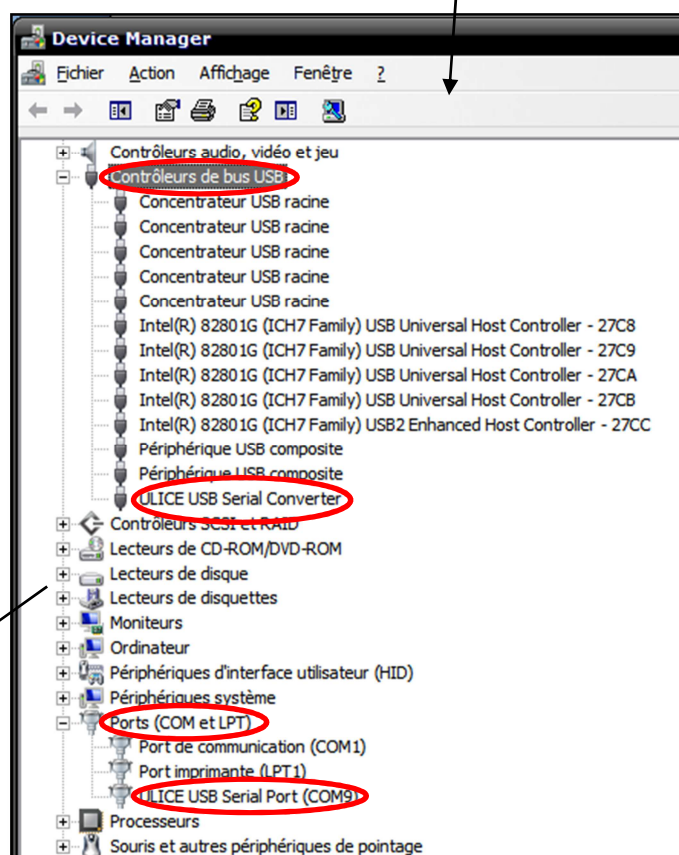 Device Manager
Fichier Action Affichage Fenêtre ?
Contrôleurs audio, vidéo et jeu
Contrôleurs de bus USB
Concentrateur USB racine
Concentrateur USB racine
Concentrateur USB racine
Concentrateur USB racine
Concentrateur USB racine
Intel(R) 82801G (ICH7 Family) USB Universal Host Controller - 27C8
Intel(R) 82801G (ICH7 Family) USB Universal Host Controller - 27C9
Intel(R) 82801G (ICH7 Family) USB Universal Host Controller - 27CA
Intel(R) 82801G (ICH7 Family) USB Universal Host Controller - 27CB
Intel(R) 82801G (ICH7 Family) USB2 Enhanced Host Controller - 27CC
Périphérique USB composite
Périphérique USB composite
ULICE USB Serial Converter
Contrôleurs SCSI et RAID
Lecteurs de CD-ROM/DVD-ROM
Lecteurs de disque
Lecteurs de disquettes
Moniteurs
Ordinateur
Périphériques d'interface utilisateur (HID)
Périphériques système
Ports (COM et LPT)
Port de communication (COM1)
Port imprimante (LPT1)
ULICE USB Serial Port (COM9)
Processeurs
Souris et autres périphériques de pointage